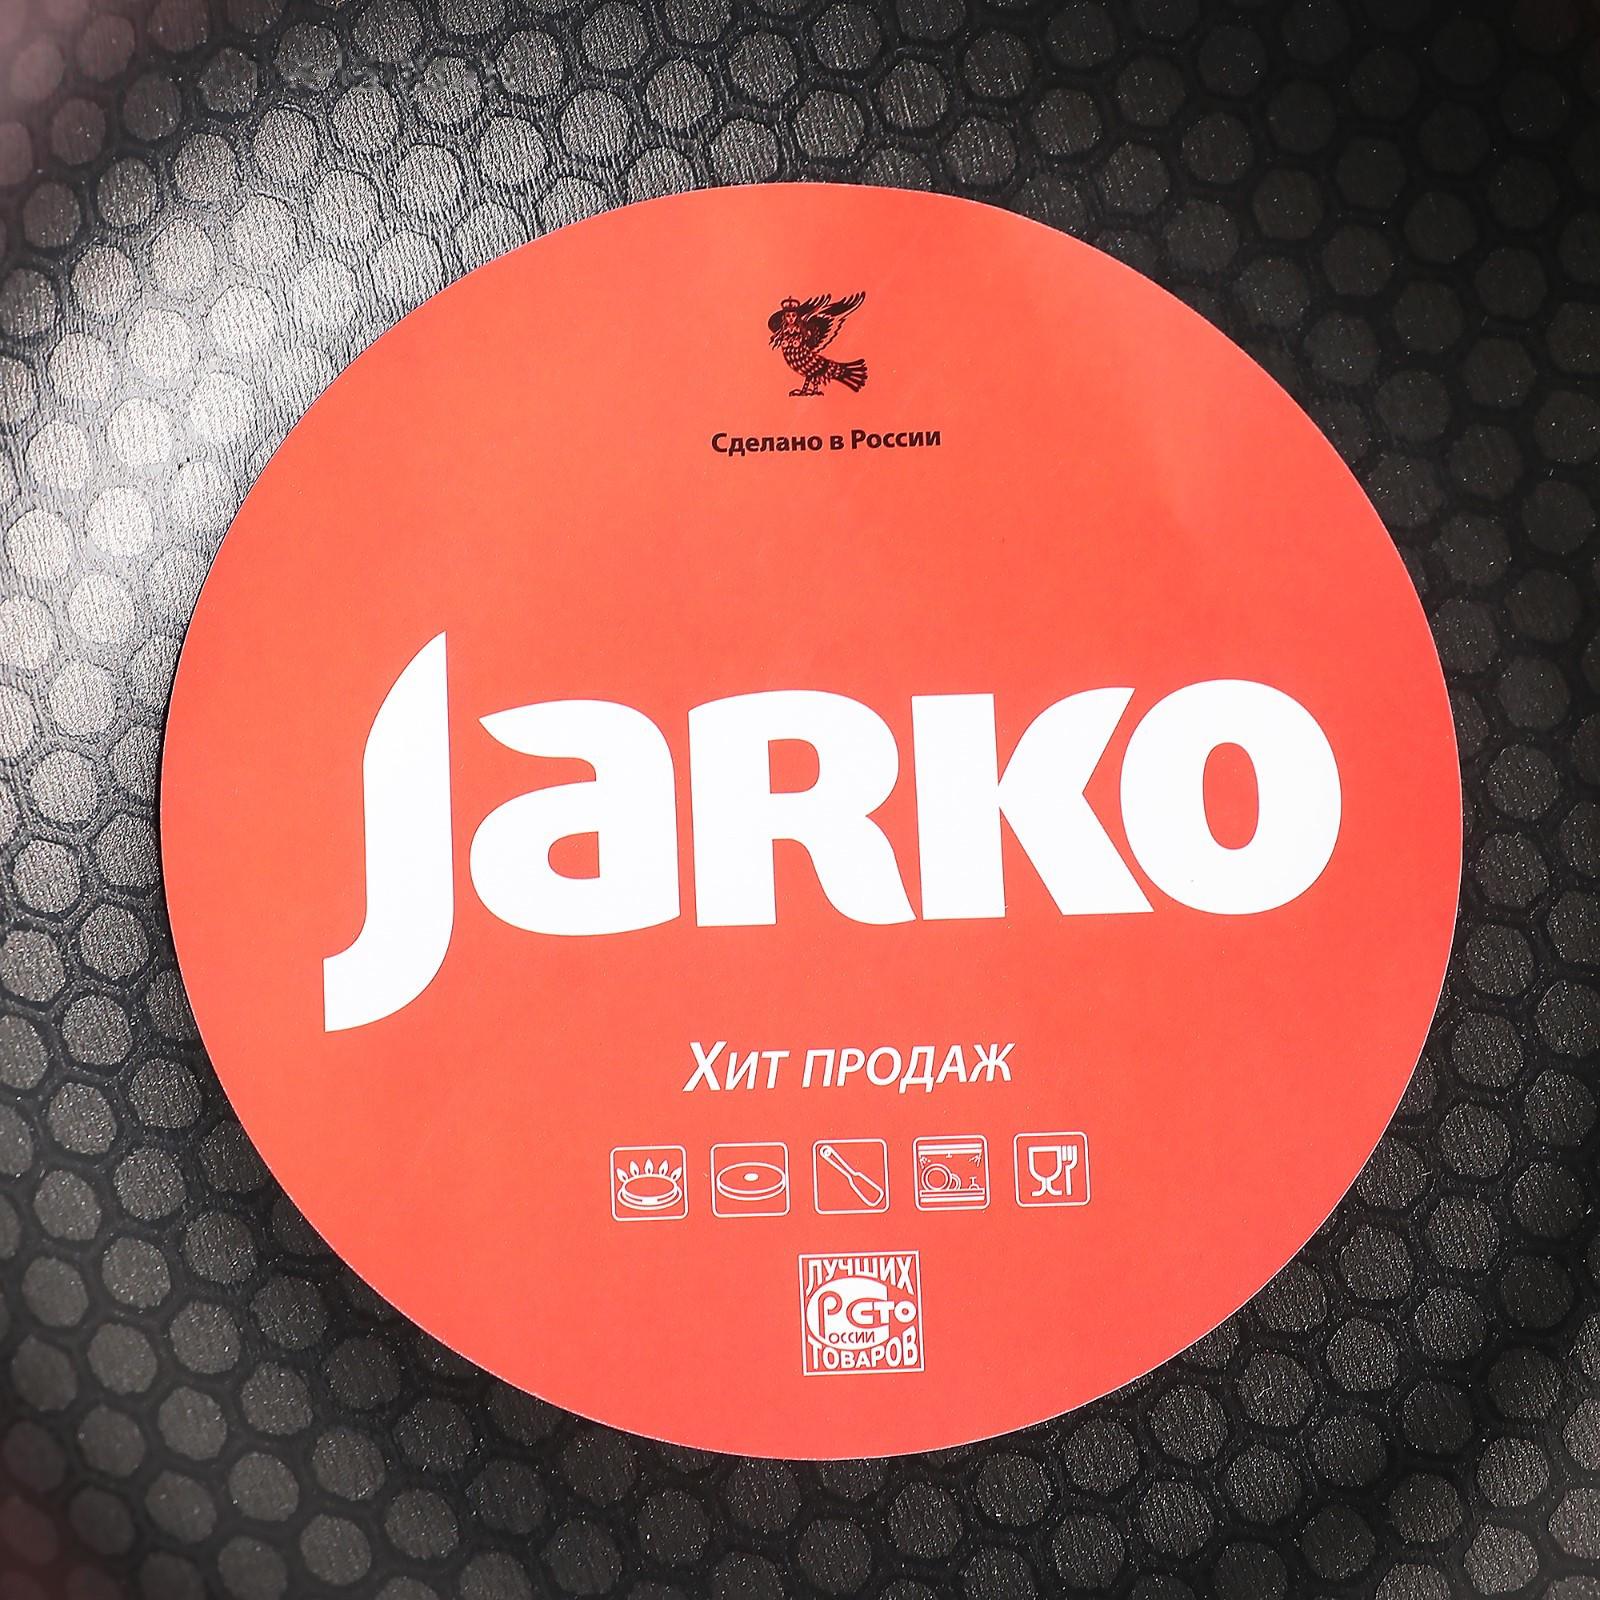 Сделано в России
Jarko
Хит продаж
ЛУЧШИХ
СТО
РОССИИ
ТОВАРОВ